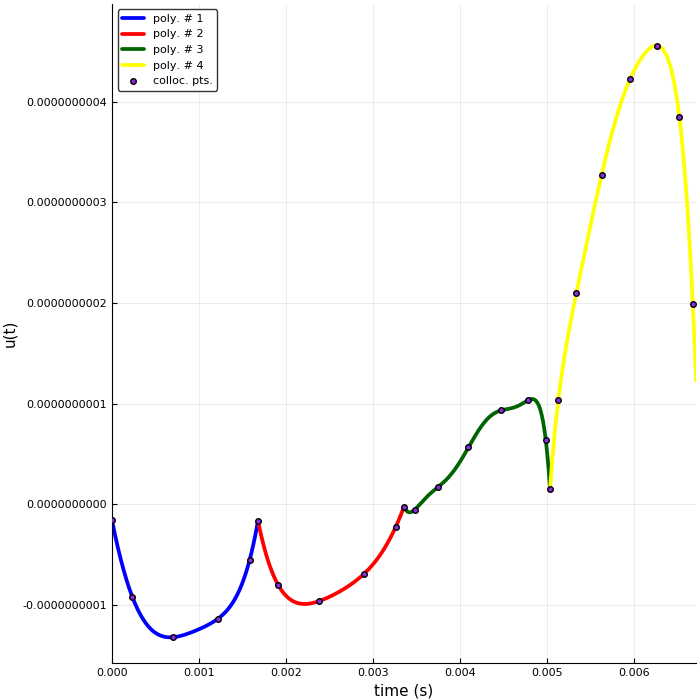 poly. # 1
poly. # 2
poly. # 3
poly. # 4
colloc. pts.
0.0000000004
0.0000000003
0.0000000002
0.0000000001
0.0000000000
-0.0000000001
u(t)
0.000 0.001 0.002 0.003 0.004 0.005 0.006
time (s)